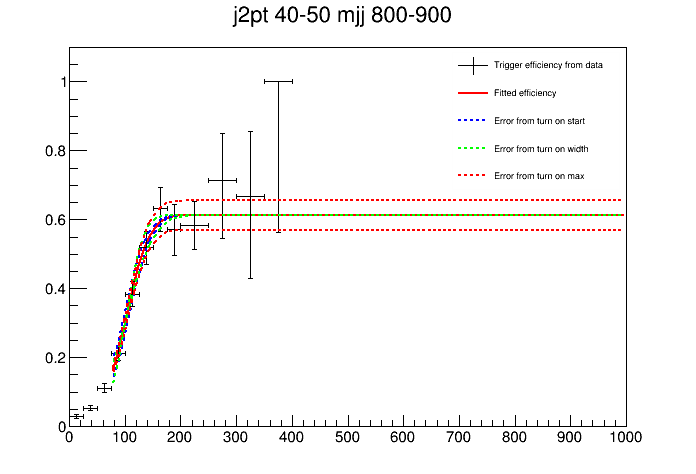 j2pt 40-50 mjj 800-900
1
0.8
0.6
0.4
0.2
0
0 100 200 300 400 500 600 700 800 900 1000
Trigger efficiency from data
Fitted efficiency
Error from turn on start
Error from turn on width
Error from turn on max